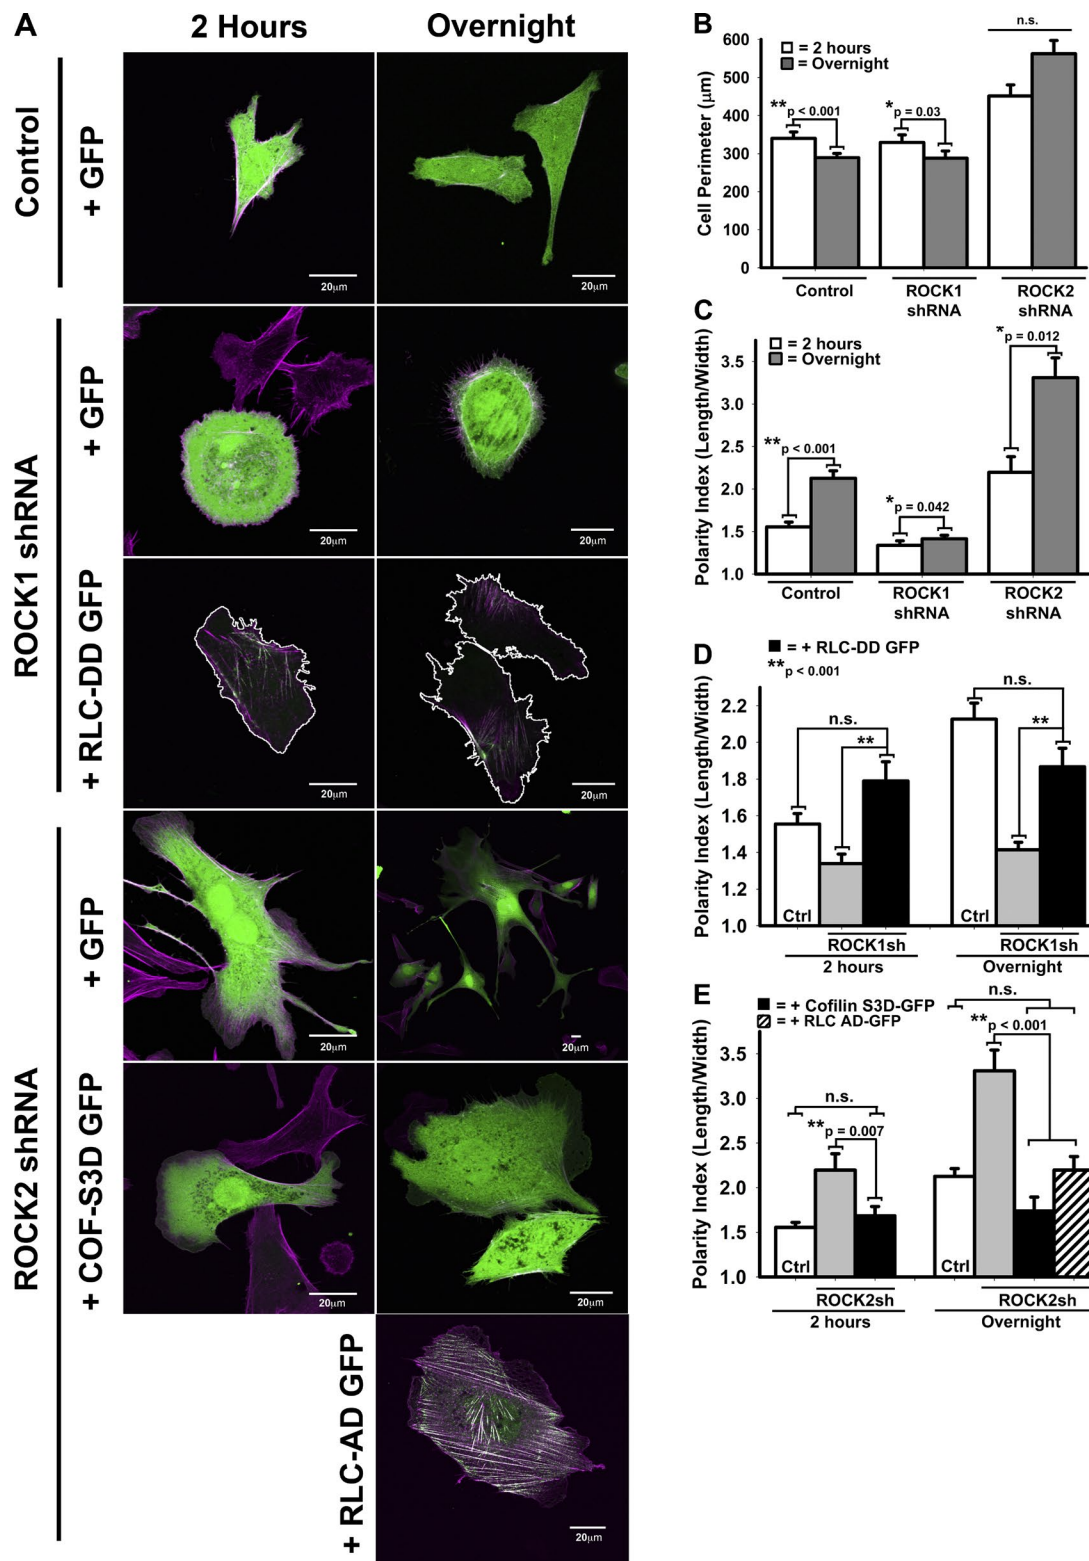 A
2 Hours
Overnight
Control
+ GFP
20µm
20µm
ROCK1 shRNA
+ GFP
20µm
20µm
+ RLC-DD GFP
20µm
20µm
ROCK2 shRNA
+ GFP
20µm
20µm
+ COF-S3D GFP
20µm
20µm
+ RLC-AD GFP
20µm
B
n.s.
= 2 hours
= Overnight
** p < 0.001
* p = 0.03
Cell Perimeter (µm)
600
500
400
300
200
100
0
Control
ROCK1 shRNA
ROCK2 shRNA
C
= 2 hours
= Overnight
* p = 0.012
** p < 0.001
* p = 0.042
Polarity Index (Length/Width)
3.5
3.0
2.5
2.0
1.5
1.0
Control
ROCK1 shRNA
ROCK2 shRNA
D
= + RLC-DD GFP
** p < 0.001
n.s.
n.s.
**
**
Polarity Index (Length/Width)
2.2
2.0
1.8
1.6
1.4
1.2
1.0
Ctrl
Ctrl
ROCK1sh
ROCK1sh
2 hours
Overnight
E
= + Cofilin S3D-GFP
= + RLC AD-GFP
n.s.
** p < 0.001
n.s.
** p = 0.007
Polarity Index (Length/Width)
3.5
3.0
2.5
2.0
1.5
1.0
Ctrl
Ctrl
ROCK2sh
ROCK2sh
2 hours
Overnight